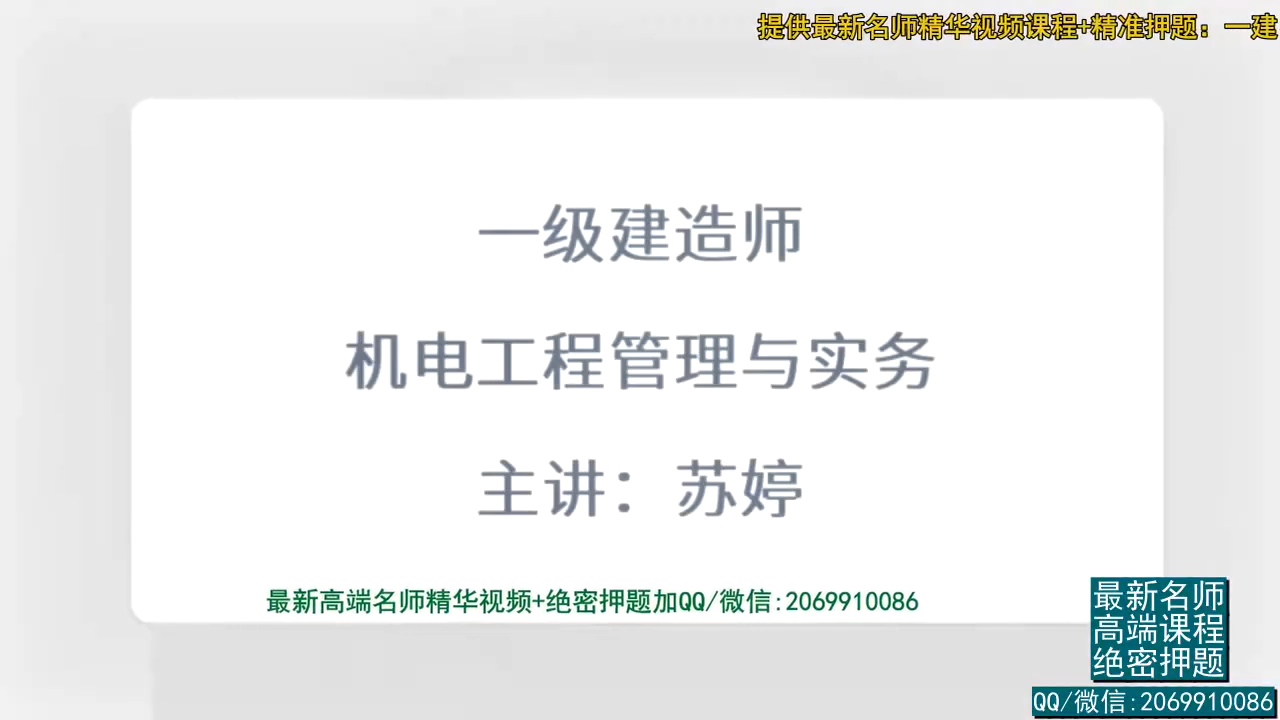 提供最新名师精华视频课程+精准押题：一建
一级建造师
机电工程管理与实务
主讲：苏婷
最新高端名师精华视频+绝密押题加QQ/微信:2069910086
最新名师
高端课程
绝密押题
QQ/微信:2069910086